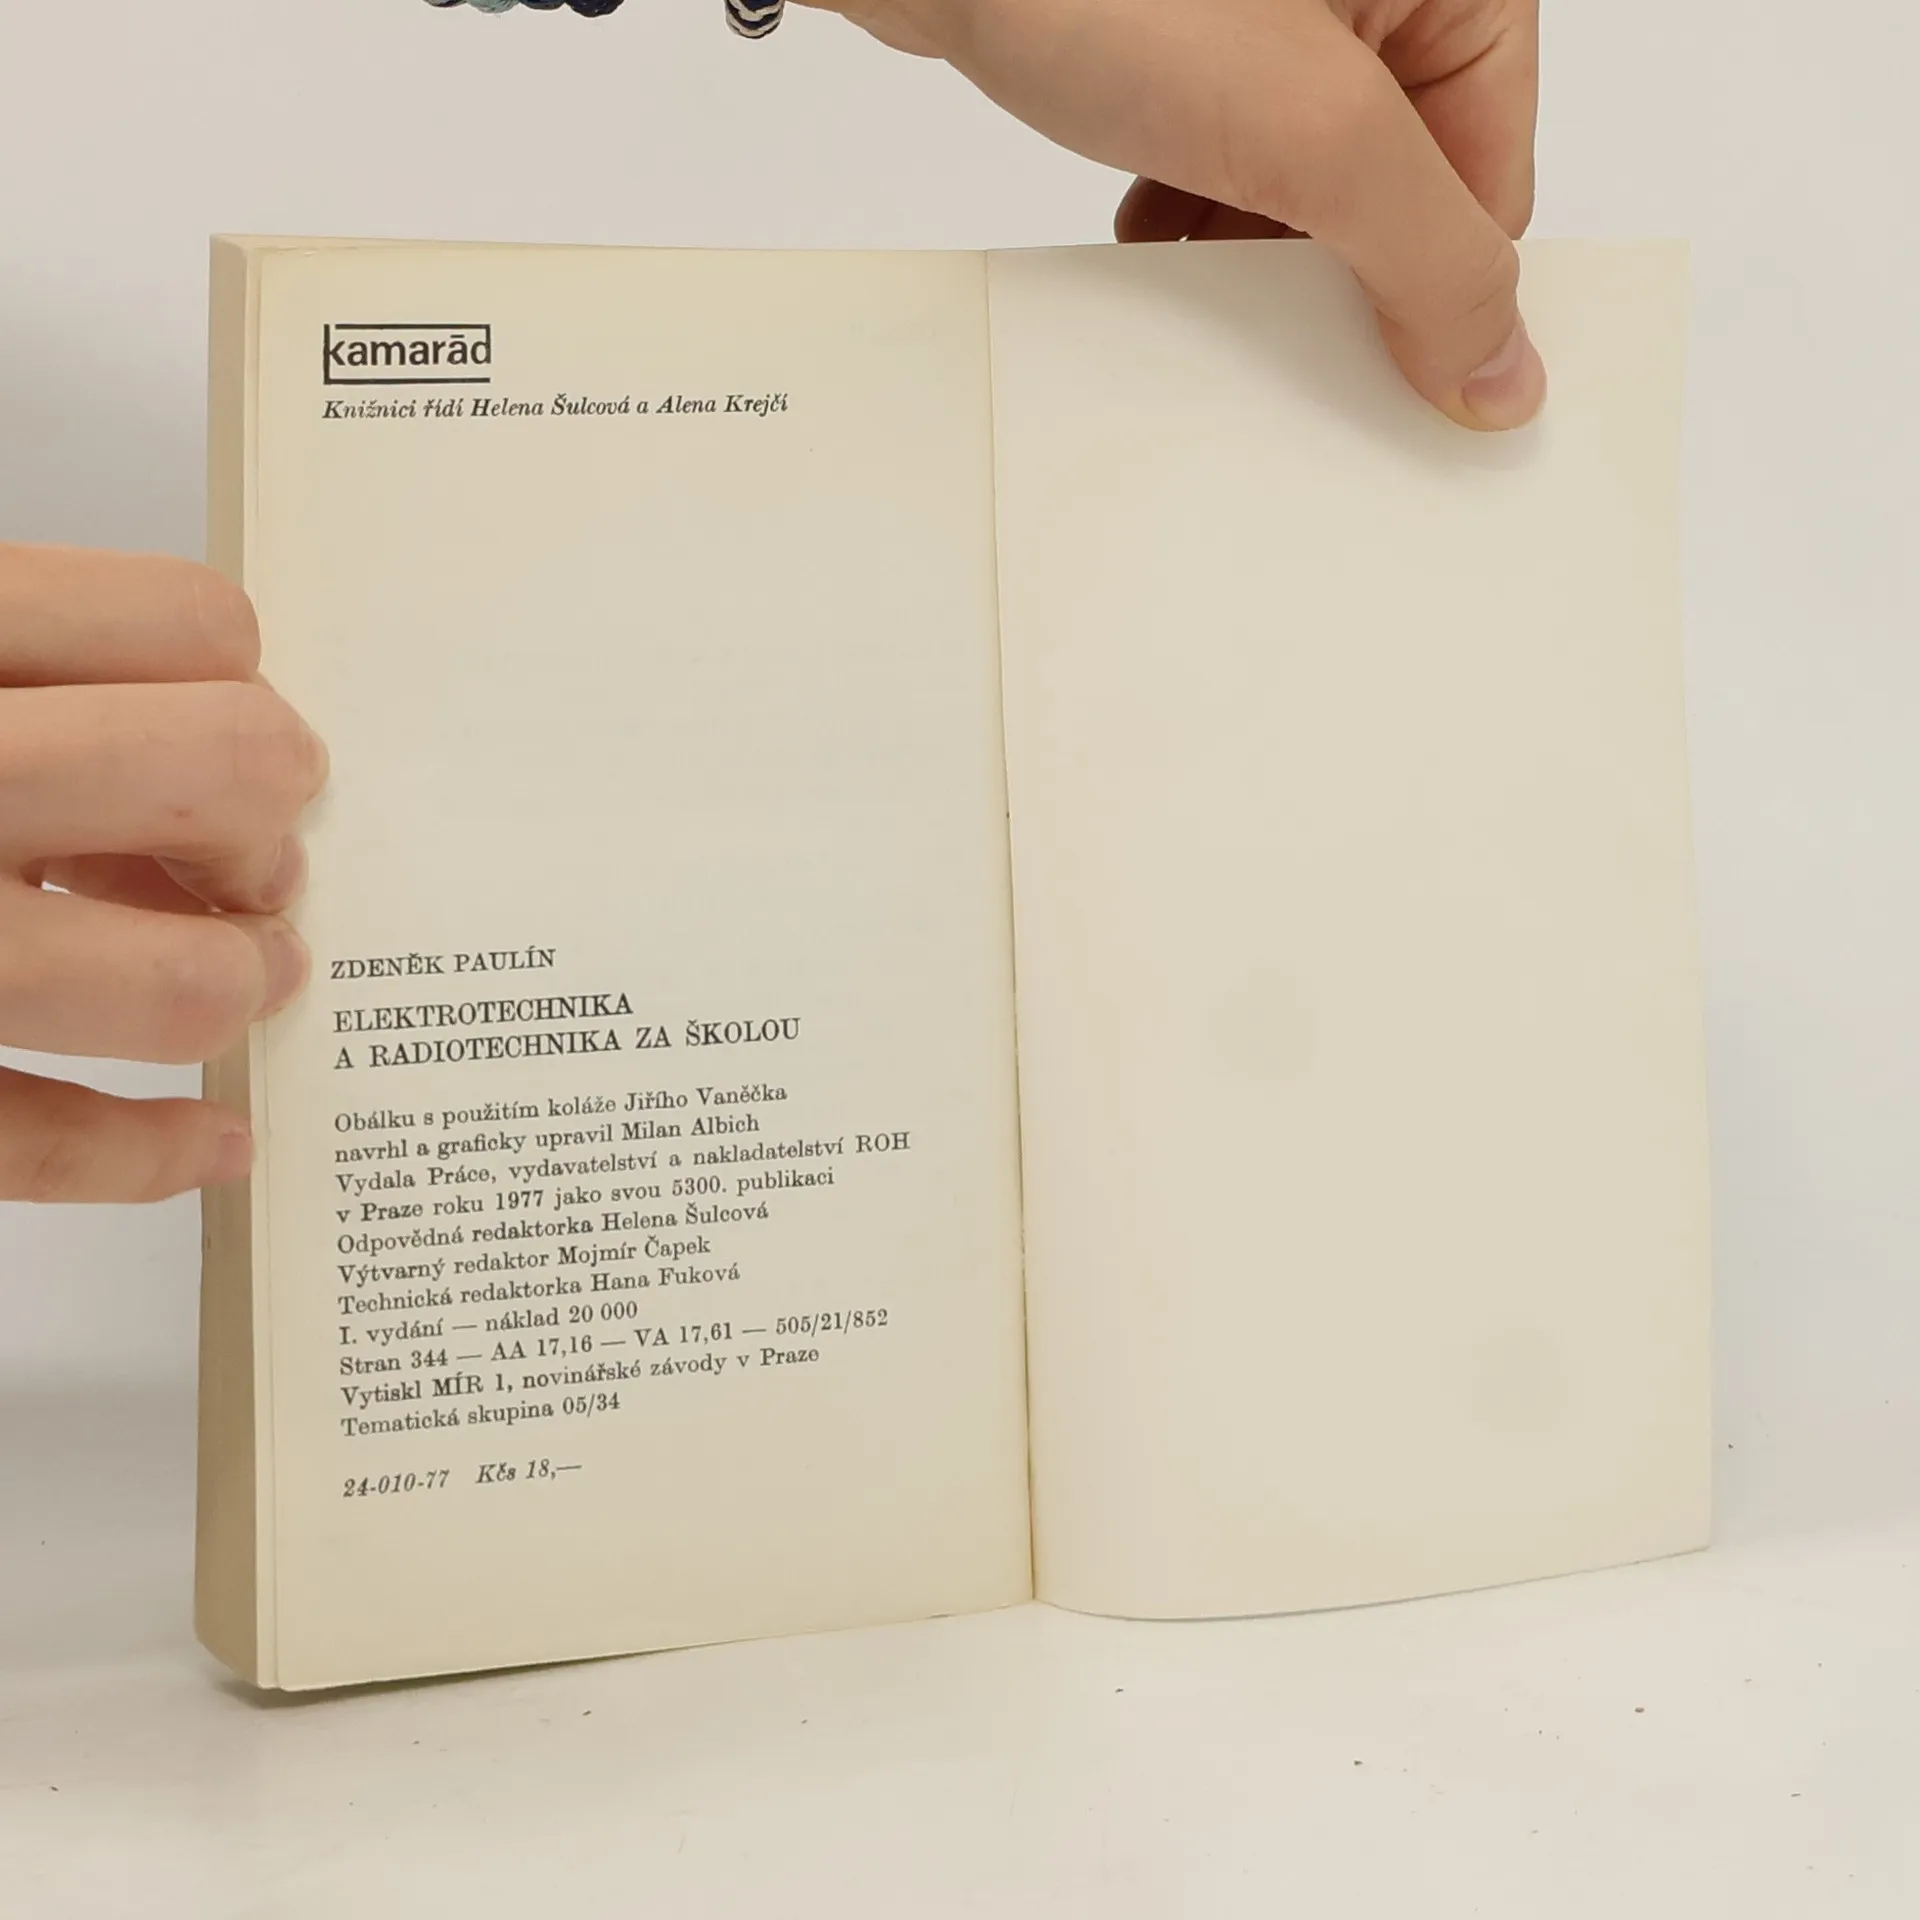 kamarād
Knižnici řídí Helena Šulcová a Alena Krejčí
ZDENĚK PAULÍN
ELEKTROTECHNIKA
A RADIOTECHNIKA ZA ŠKOLOU
Obálku s použitím koláže Jiřího Vaněčka
navrhl a graficky upravil Milan Albich
Vydala Práce, vydavatelství a nakladatelství ROH
v Praze roku 1977 jako svou 5300. publikaci
Odpovědná redaktorka Helena Šulcová
Výtvarný redaktor Mojmír Čapek
Technická redaktorka Hana Fuková
I. vydání — náklad 20 000
Stran 344 — AA 17,16 — VA 17,61 — 505/21/852
Vytiskl MÍR 1, novinářské závody v Praze
Tematická skupina 05/34
24-010-77 Kčs 18,—